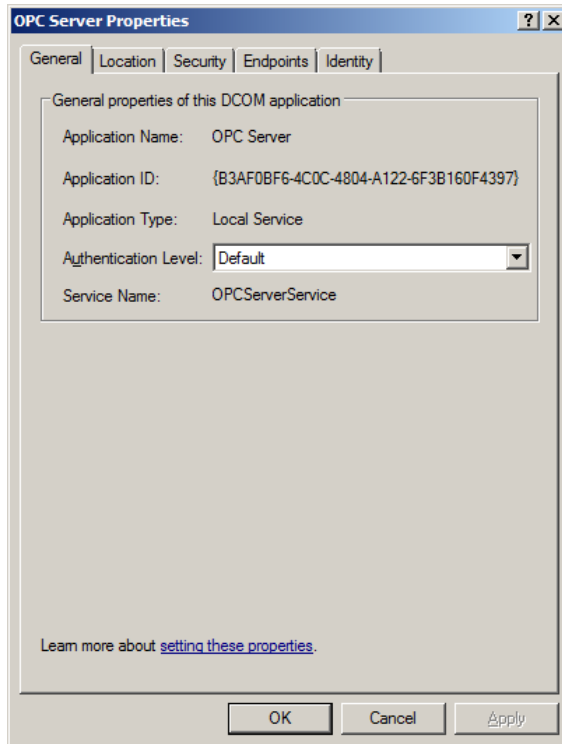 OPC Server Properties
General Location Security Endpoints Identity
General properties of this DCOM application
Application Name: OPC Server
Application ID: {B3AF0BF6-4C0C-4804-A122-6F3B160F4397}
Application Type: Local Service
Authentication Level: Default
Service Name: OPCServerService
Learn more about setting these properties.
OK Cancel Apply